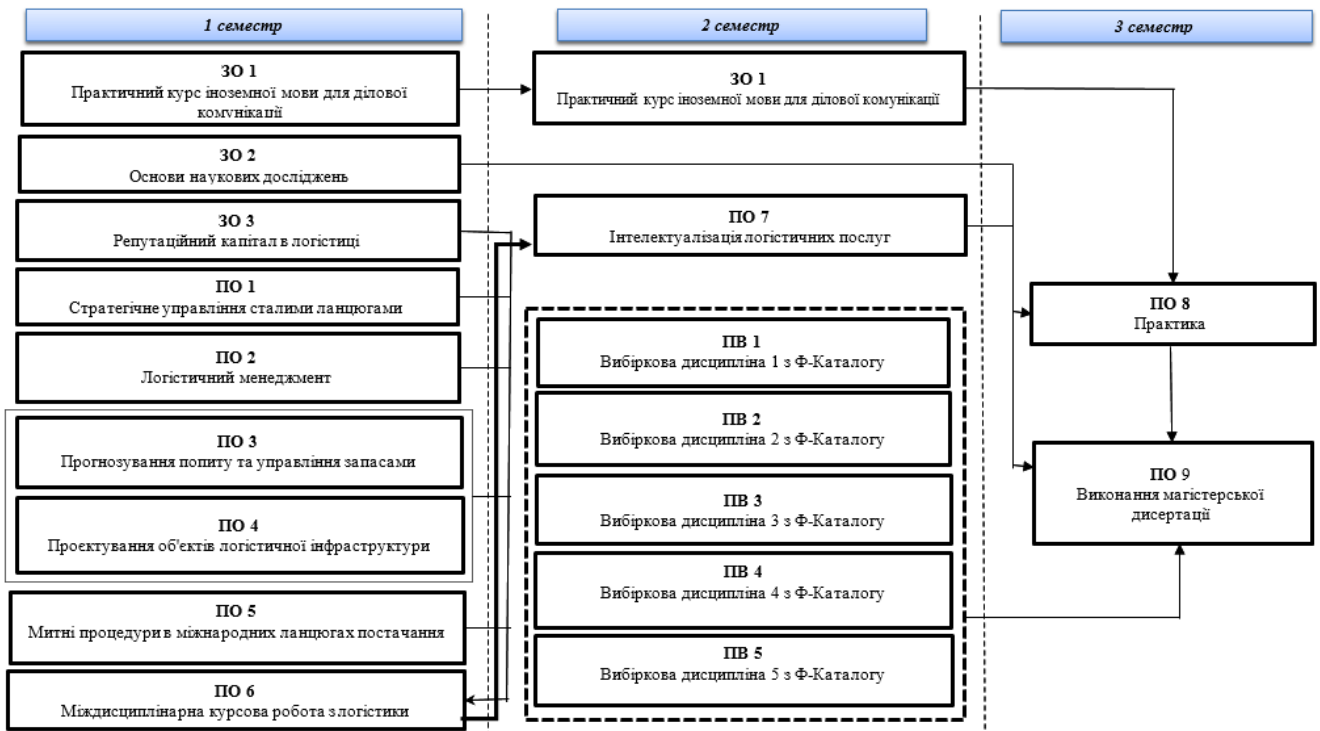 1 семестр
2 семестр
3 семестр
ЗО 1
Практичний курс іноземної мови для ділової
комунікації
ЗО 2
Основи наукових досліджень
ЗО 3
Репутаційний капітал в логістиці
ПО 1
Стратегічне управління сталими ланцюгами
ПО 2
Логістичний менеджмент
ПО 3
Прогнозування попиту та управління запасами
ПО 4
Проєктування об'єктів логістичної інфраструктури
ПО 5
Митні процедури в міжнародних ланцюгах постачання
ПО 6
Міждисциплінарна курсова робота з логістики
ЗО 1
Практичний курс іноземної мови для ділової комунікації
ПО 7
Інтелектуалізація логістичних послуг
ПВ 1
Вибіркова дисципліна 1 з Ф-Каталогу
ПВ 2
Вибіркова дисципліна 2 з Ф-Каталогу
ПВ 3
Вибіркова дисципліна 3 з Ф-Каталогу
ПВ 4
Вибіркова дисципліна 4 з Ф-Каталогу
ПВ 5
Вибіркова дисципліна 5 з Ф-Каталогу
ПО 8
Практика
ПО 9
Виконання магістерської
дисертації